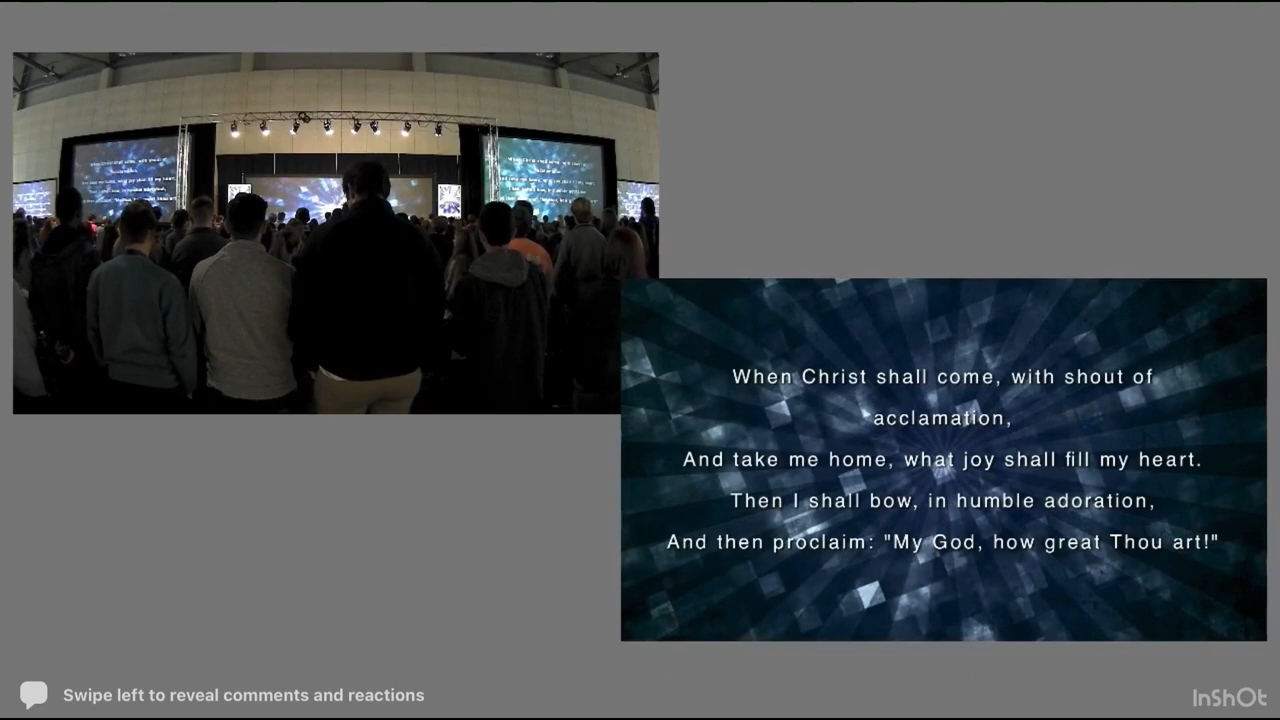 When Christ shall come, with shout of
acclamation,
And take me home, what joy shall fill my heart.
Then I shall bow, in humble adoration,
And then proclaim: "My God, how great Thou art!"
Swipe left to reveal comments and reactions
InShOt